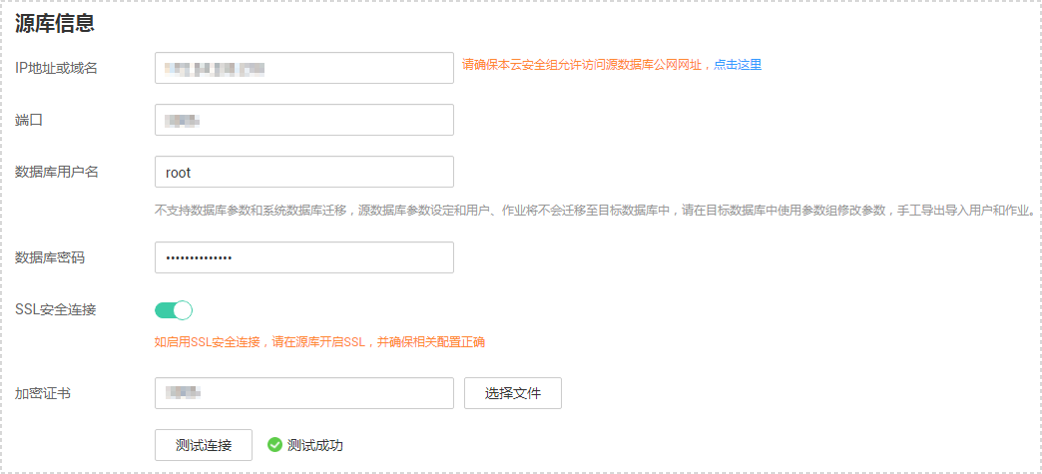 源库信息
IP地址或域名 请确保本云安全组允许访问源数据库公网网址，点击这里
端口
数据库用户名 root
不支持数据库参数和系统数据库迁移，源数据库参数设定和用户、作业将不会迁移至目标数据库中，请在目标数据库中使用参数组修改参数，手工导出导入用户和作业。
数据库密码 ••••••••••••••
SSL安全连接
如启用SSL安全连接，请在源库开启SSL，并确保相关配置正确
加密证书 选择文件
测试连接 测试成功